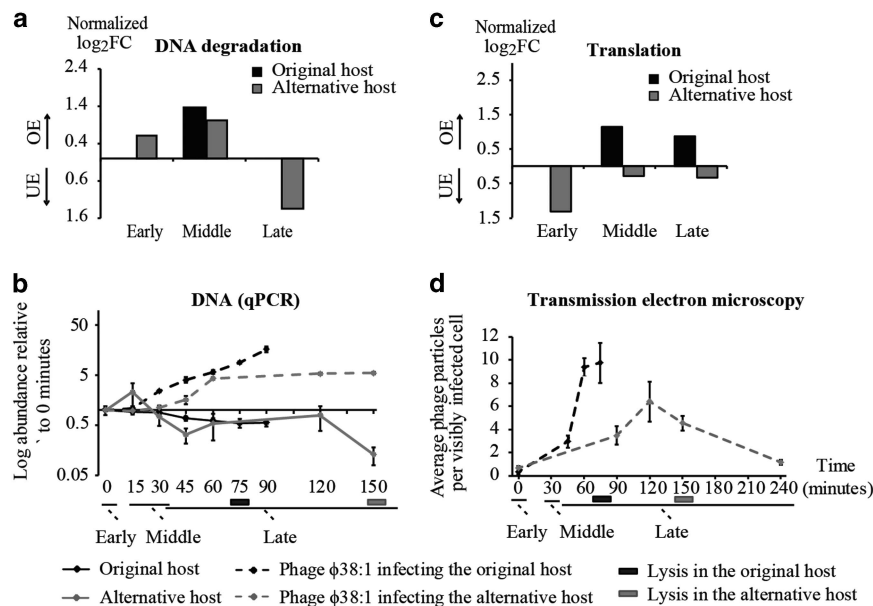 a
Normalized
log₂FC
DNA degradation
Original host
Alternative host
2.4
1.4
0.4
0.6
1.6
OE
UE
Early Middle Late
c
Normalized
log₂FC
Translation
Original host
Alternative host
2.5
1.5
0.5
0.5
1.5
OE
UE
Early Middle Late
b
DNA (qPCR)
Log abundance relative
` to 0 minutes
50
5
0.5
0.05
0 15 30 45 60 75 90 120 150
Early Middle Late
d
Transmission electron microscopy
Average phage particles
per visibly infected cell
12
10
8
6
4
2
0
0 30 60 90 120 150 180 210 240
Time
(minutes)
Early Middle Late
Original host
Alternative host
Phage ϕ38:1 infecting the original host
Phage ϕ38:1 infecting the alternative host
Lysis in the original host
Lysis in the alternative host